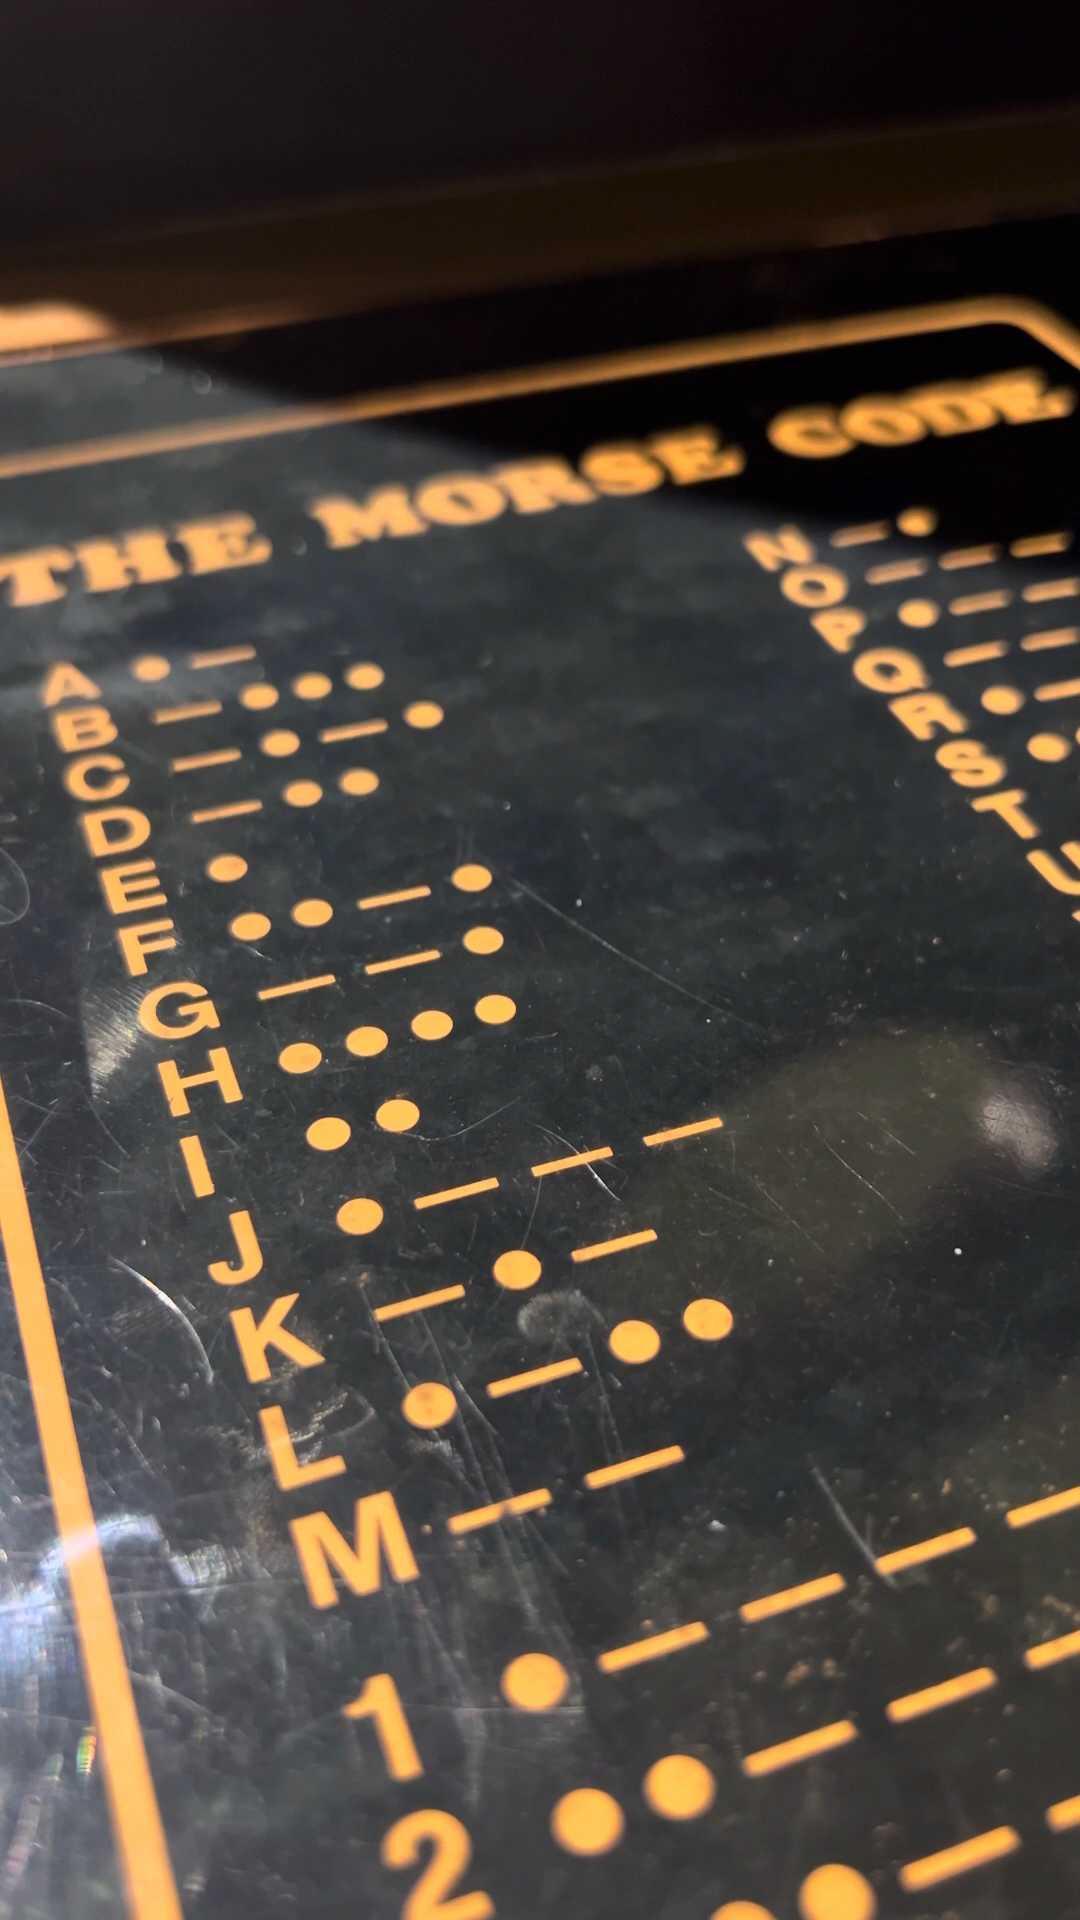 THE MORSE CODE
A • —
B — • • •
C — • — •
D — • •
E •
F • • — •
G — — •
H • • • •
I • •
J • — — —
K — • —
L • — • •
M — —
1 • — — — —
2 • • — — —
N — •
O — — —
P • — —
Q — —
R • —
S •
T
U